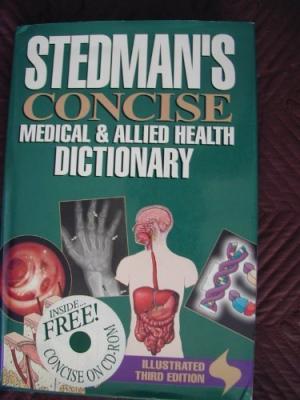 STEDMAN'S
CONCISE
MEDICAL & ALLIED HEALTH
DICTIONARY
INSIDE...
FREE!
CONCISE ON CD-ROM
ILLUSTRATED
THIRD EDITION